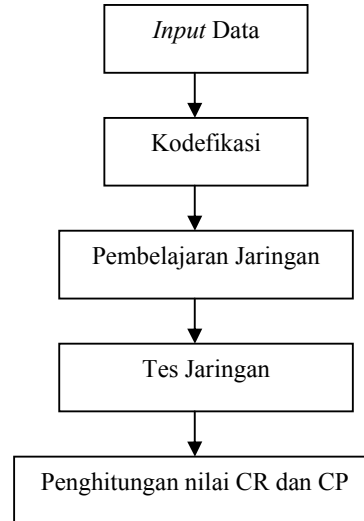 Input Data
Kodefikasi
Pembelajaran Jaringan
Tes Jaringan
Penghitungan nilai CR dan CP